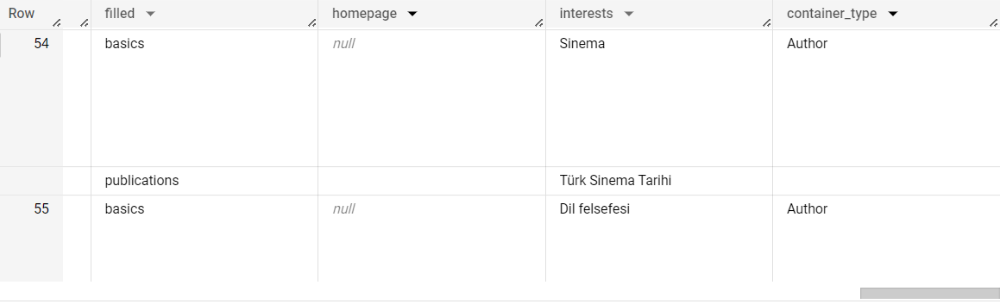 Row filled homepage interests container_type
54 basics null Sinema Author
publications Türk Sinema Tarihi
55 basics null Dil felsefesi Author